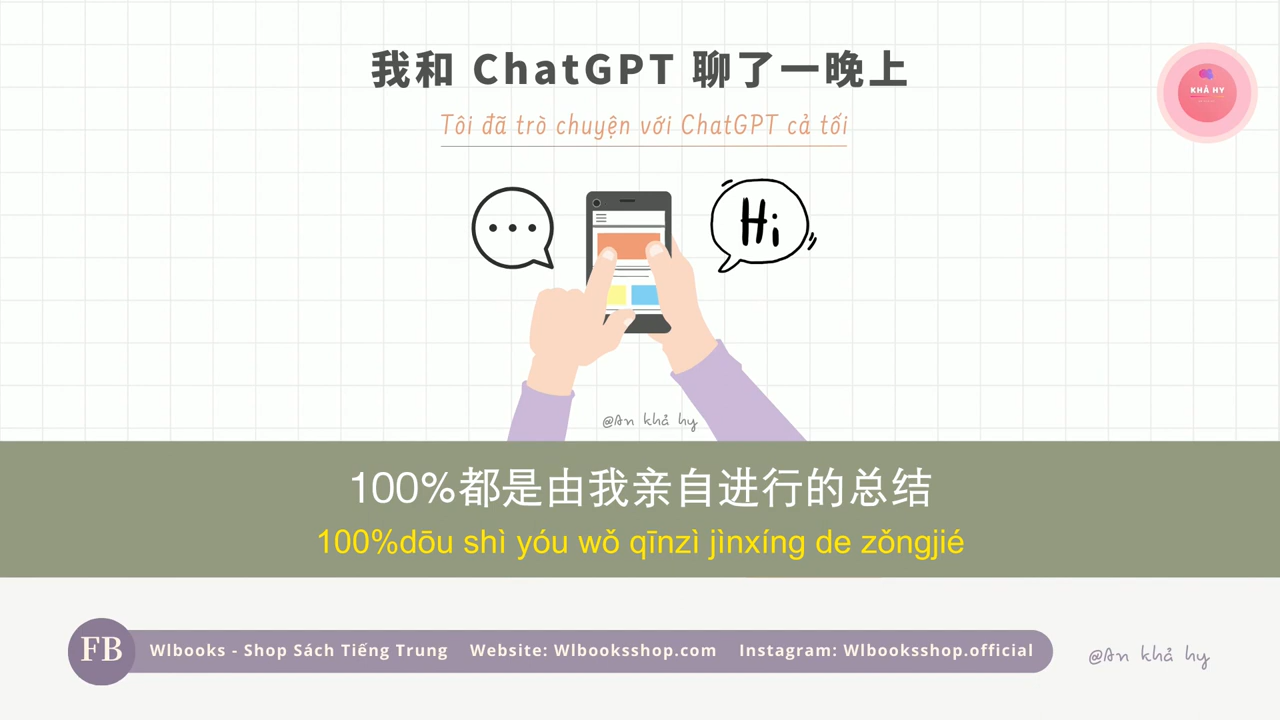 我和 ChatGPT 聊了一晚上
Tôi đã trò chuyện với ChatGPT cả tối
KHẢ HY
Hi
@An khả hy
100%都是由我亲自进行的总结
100%dōu shì yóu wǒ qīnzì jìnxíng de zǒngjié
FB
Wlbooks - Shop Sách Tiếng Trung Website: Wlbooksshop.com Instagram: Wlbooksshop.official
@An khả hy